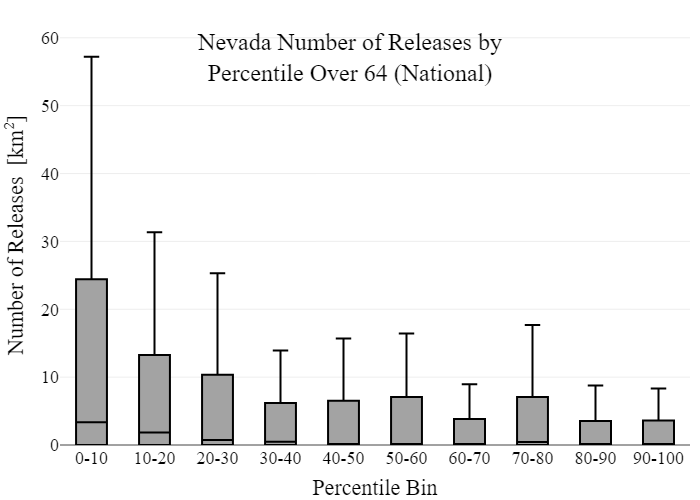 Nevada Number of Releases by
Percentile Over 64 (National)
Number of Releases [km²]
60
50
40
30
20
10
0
0-10 10-20 20-30 30-40 40-50 50-60 60-70 70-80 80-90 90-100
Percentile Bin